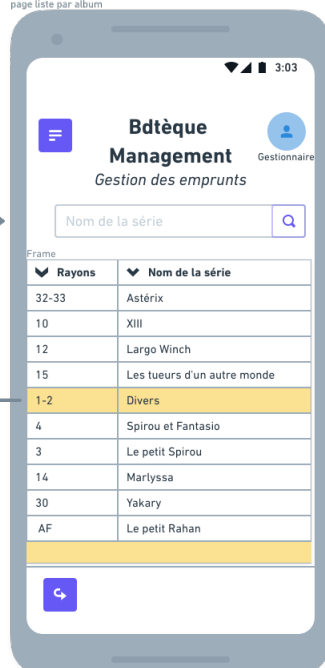 page liste par album
3:03
Bdtèque
Management
Gestionnaire
Gestion des emprunts
Nom de la série
Frame
Rayons Nom de la série
32-33 Astérix
10 XIII
12 Largo Winch
15 Les tueurs d'un autre monde
1-2 Divers
4 Spirou et Fantasio
3 Le petit Spirou
14 Marlyssa
30 Yakary
AF Le petit Rahan